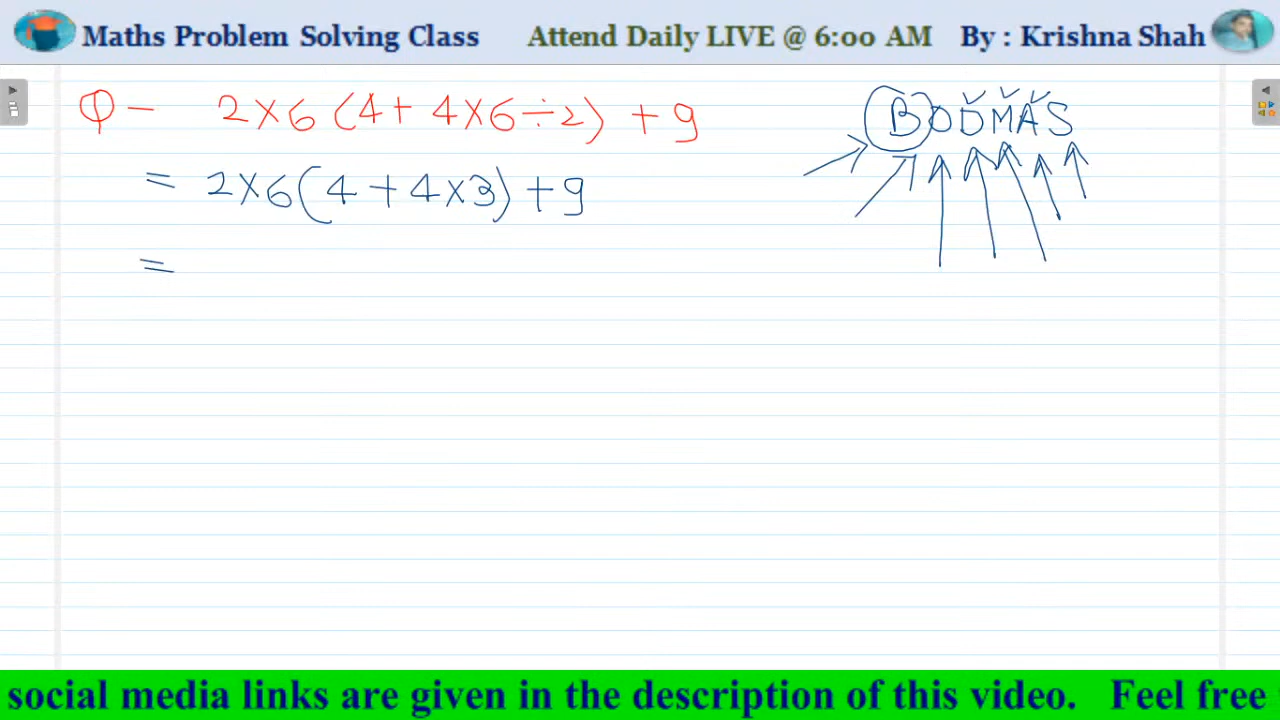 Maths Problem Solving Class Attend Daily LIVE @ 6:00 AM By : Krishna Shah
Q- 2×6(4+4×6÷2)+9
BODMAS
= 2×6(4+4×3)+9
=
social media links are given in the description of this video. Feel free